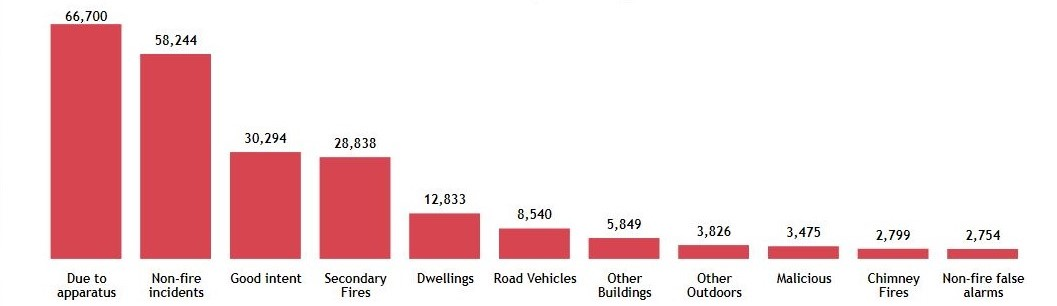 66,700
58,244
30,294
28,838
12,833
8,540
5,849
3,826
3,475
2,799
2,754
Due to
apparatus
Non-fire
incidents
Good intent
Secondary
Fires
Dwellings
Road Vehicles
Other
Buildings
Other
Outdoors
Malicious
Chimney
Fires
Non-fire false
alarms